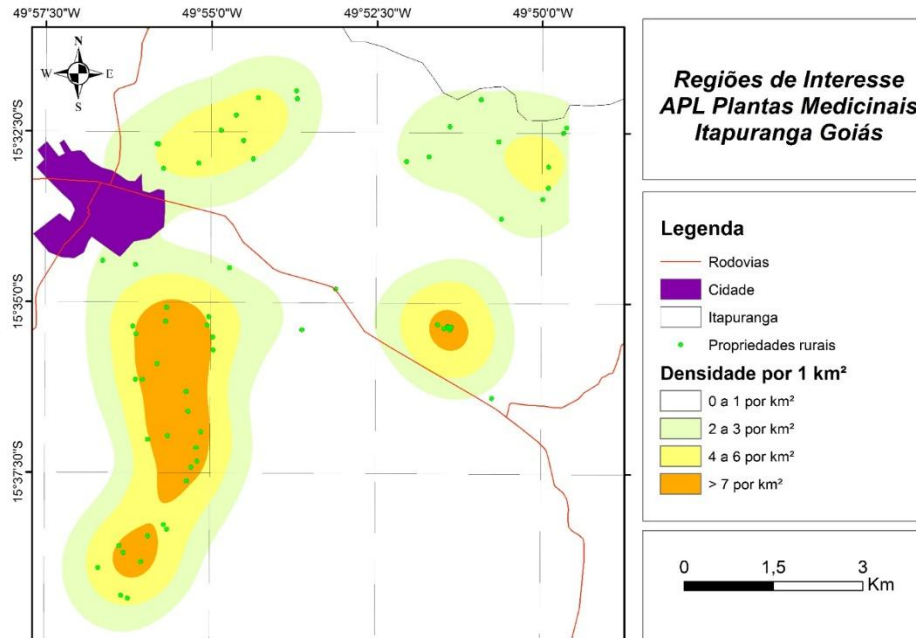 49°57'30"W 49°55'0"W 49°52'30"W 49°50'0"W
N
W E
S
15°32'30"S
15°35'0"S
15°37'30"S
Regiões de Interesse
APL Plantas Medicinais
Itapuranga Goiás
Legenda
Rodovias
Cidade
Itapuranga
Propriedades rurais
Densidade por 1 km²
0 a 1 por km²
2 a 3 por km²
4 a 6 por km²
> 7 por km²
0 1,5 3
Km